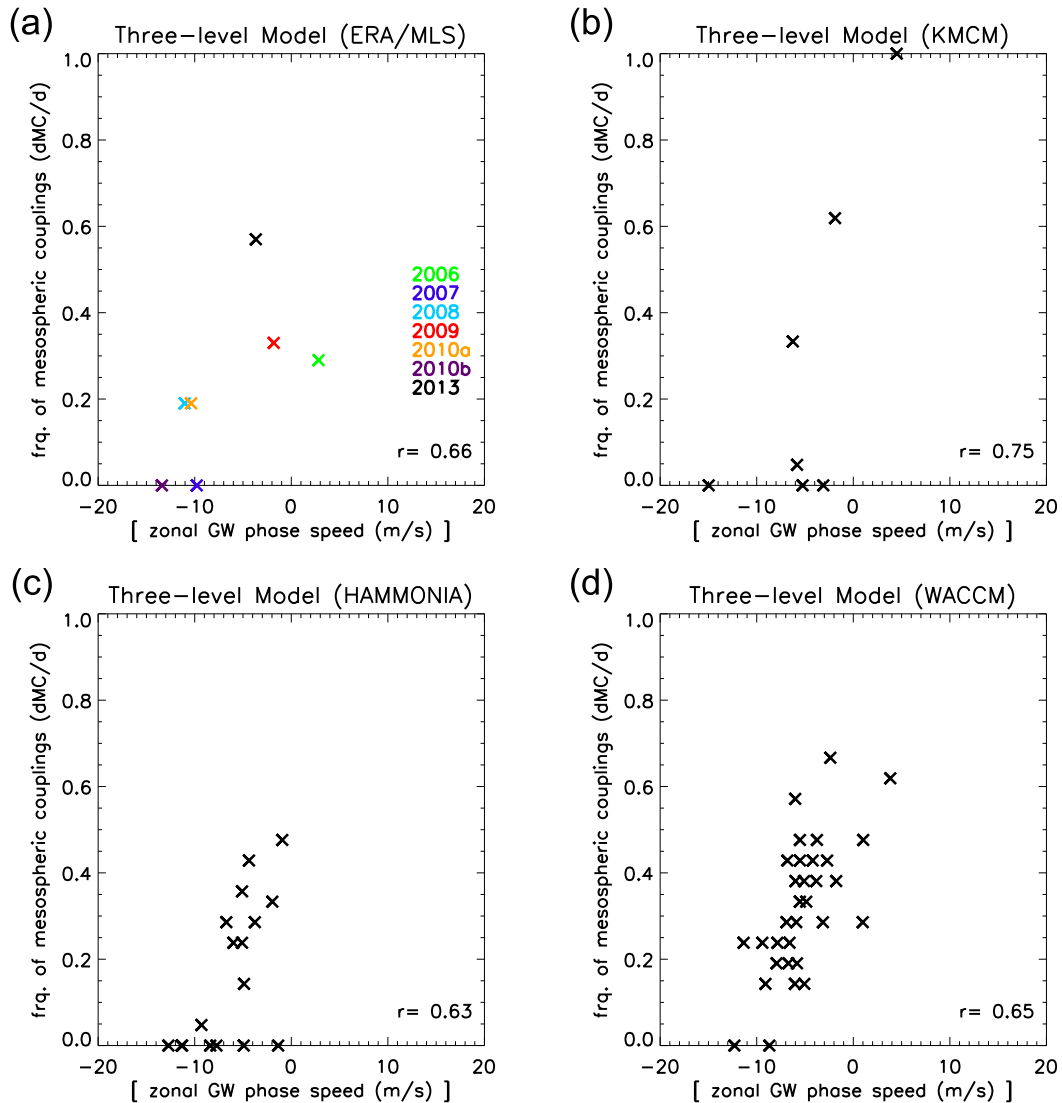 (a)
Three-level Model (ERA/MLS)
frq. of mesospheric couplings (dMC/d)
1.0
0.8
0.6
0.4
0.2
0.0
2006
2007
2008
2009
2010a
2010b
2013
r= 0.66
-20 -10 0 10 20
[ zonal GW phase speed (m/s) ]
(b)
Three-level Model (KMCM)
frq. of mesospheric couplings (dMC/d)
1.0
0.8
0.6
0.4
0.2
0.0
r= 0.75
-20 -10 0 10 20
[ zonal GW phase speed (m/s) ]
(c)
Three-level Model (HAMMONIA)
frq. of mesospheric couplings (dMC/d)
1.0
0.8
0.6
0.4
0.2
0.0
r= 0.63
-20 -10 0 10 20
[ zonal GW phase speed (m/s) ]
(d)
Three-level Model (WACCM)
frq. of mesospheric couplings (dMC/d)
1.0
0.8
0.6
0.4
0.2
0.0
r= 0.65
-20 -10 0 10 20
[ zonal GW phase speed (m/s) ]